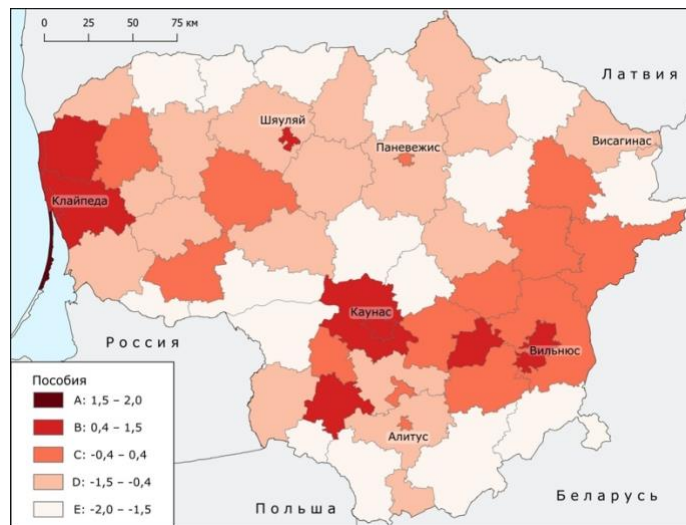 0 25 50 75 км
Латвия
Шяуляй
Паневежис
Висагинас
Клайпеда
Каунас
Россия
Вильнюс
Алитус
Польша
Беларусь
Пособия
A: 1,5 – 2,0
B: 0,4 – 1,5
C: -0,4 – 0,4
D: -1,5 – -0,4
E: -2,0 – -1,5